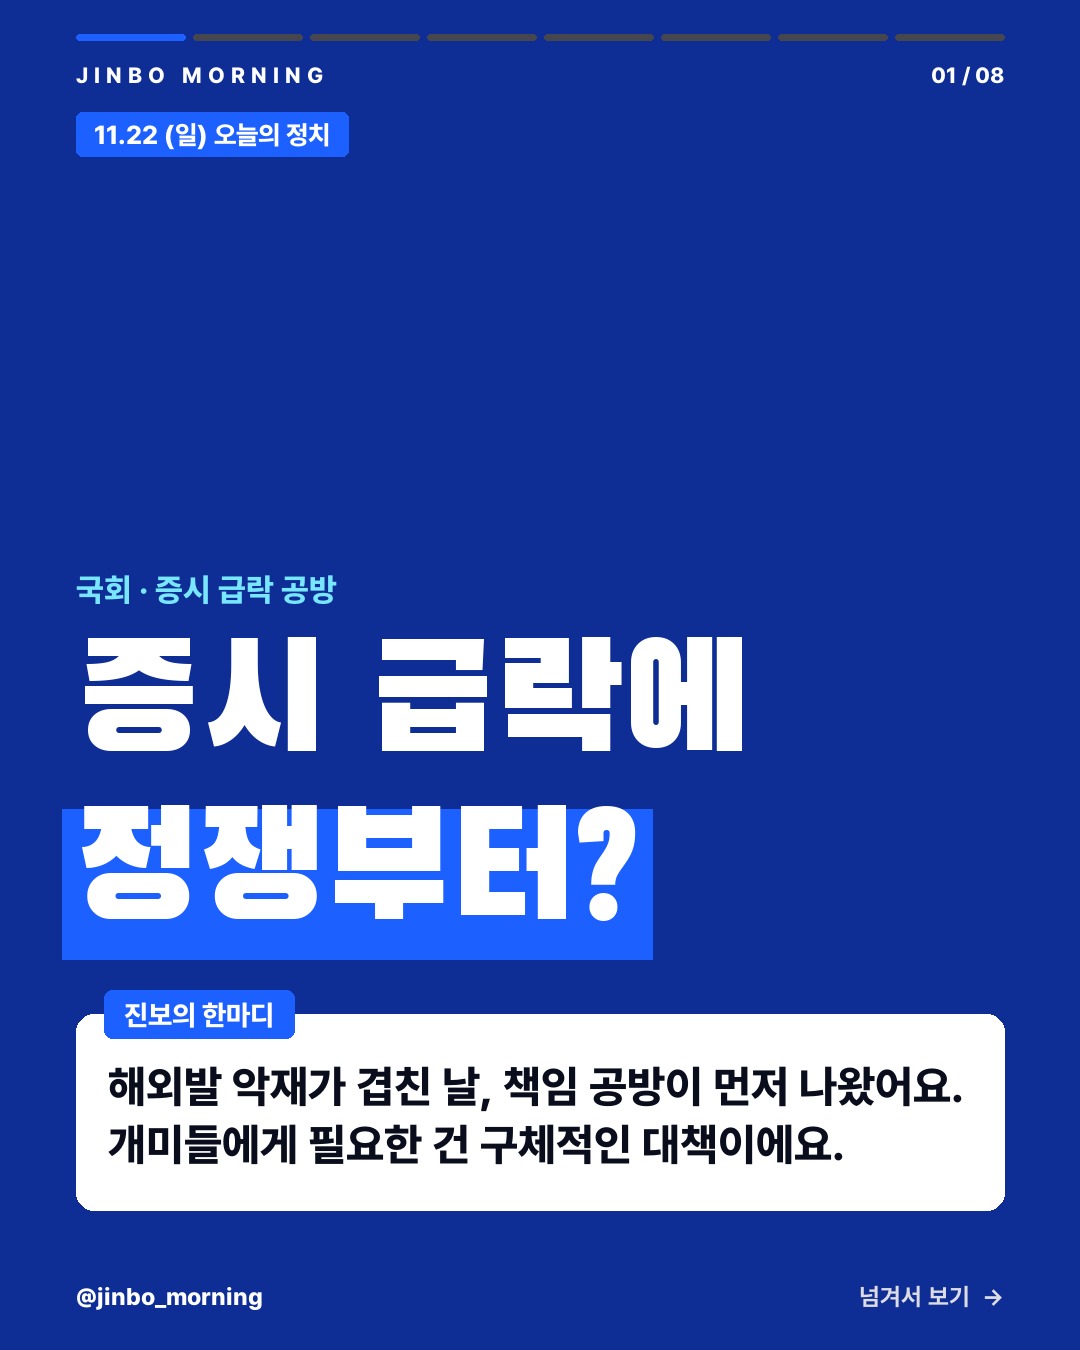 JINBO MORNING
01 / 08
11.22 (일) 오늘의 정치
국회 · 증시 급락 공방
증시 급락에
정쟁부터?
진보의 한마디
해외발 악재가 겹친 날, 책임 공방이 먼저 나왔어요.
개미들에게 필요한 건 구체적인 대책이에요.
@jinbo_morning
넘겨서 보기 →